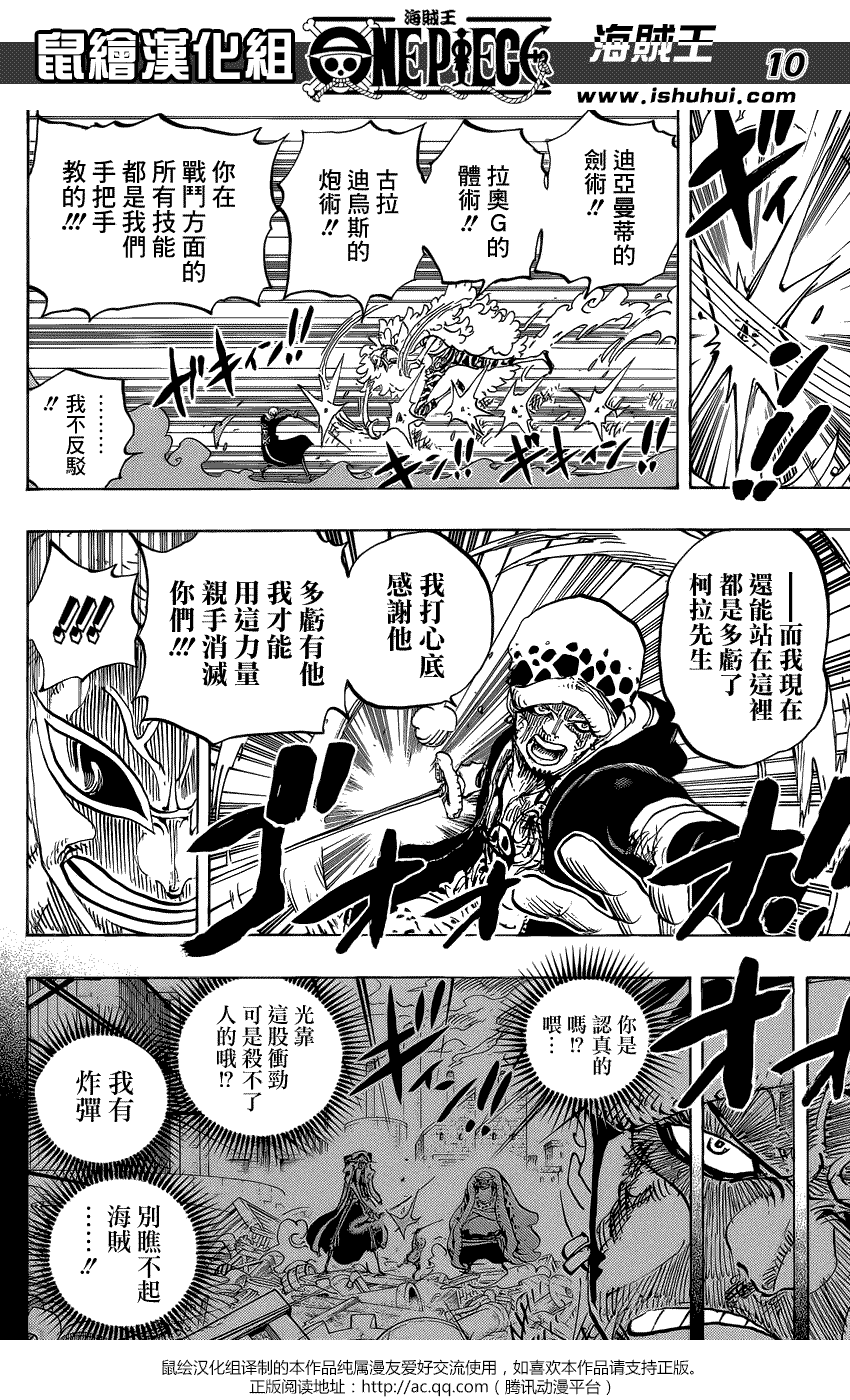 鼠繪漢化組
海賊王
ONE PIECE
海賊王
10
www.ishuhui.com
迪亞曼蒂的
劍術!!
拉奧G的
體術!!
古拉
迪烏斯的
炮術!!
你在
戰鬥方面的
所有技能
都是我們
手把手
教的!!!
ギィン!!
ギャギィン!!
ギィン!!
………
我不反駁
!!
——而我現在
還能站在這裡
都是多虧了
柯拉先生
我打心底
感謝他
多虧有他
我才能
用這力量
親手消滅
你們!!!
!!!
ゴオオオ!!
你是
認真的
嗎!?
喂…
光靠
這股衝勁
可是殺不了
人的哦!?
我有
炸彈
別瞧不起
海賊
……!!
鼠绘汉化组译制的本作品纯属漫友爱好交流使用，如喜欢本作品请支持正版。
正版阅读地址：http://ac.qq.com（腾讯动漫平台）